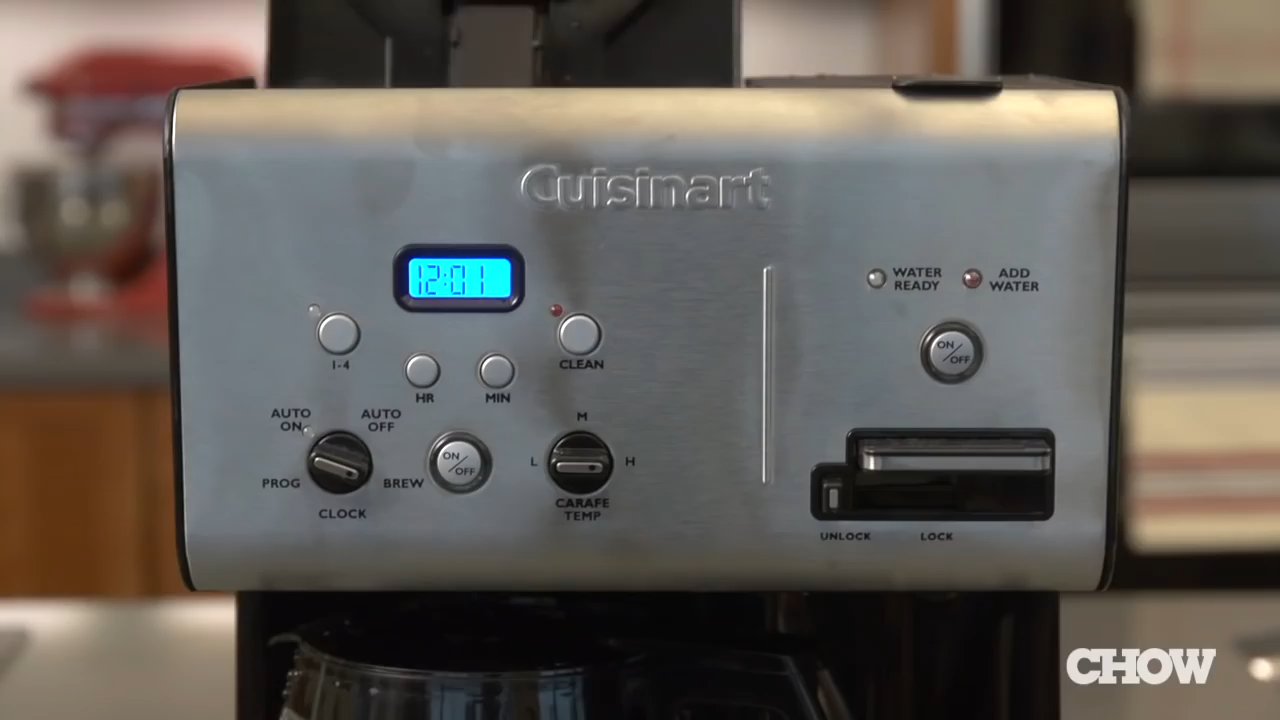 Cuisinart
12:01
WATER
READY
ADD
WATER
1-4
HR
MIN
CLEAN
ON/OFF
AUTO
ON
AUTO
OFF
PROG
BREW
CLOCK
ON/OFF
M
L
H
CARAFE
TEMP
UNLOCK
LOCK
CHOW